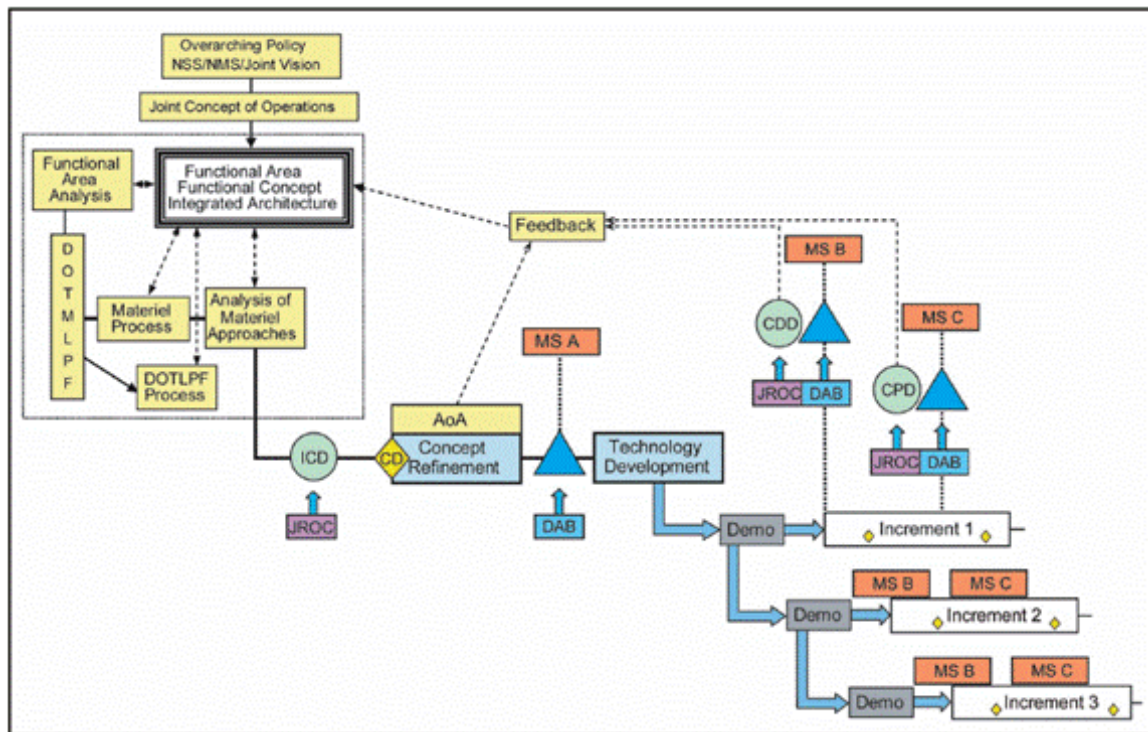 Overarching Policy
NSS/NMS/Joint Vision
Joint Concept of Operations
Functional
Area
Analysis
Functional Area
Functional Concept
Integrated Architecture
D
O
T
M
L
P
F
Materiel
Process
Analysis of
Materiel
Approaches
DOTLPF
Process
Feedback
MS B
CDD
JROC
DAB
MS C
CPD
JROC
DAB
MS A
AoA
ICD
CD
Concept
Refinement
Technology
Development
JROC
DAB
Demo
Increment 1
MS B
MS C
Demo
Increment 2
MS B
MS C
Demo
Increment 3